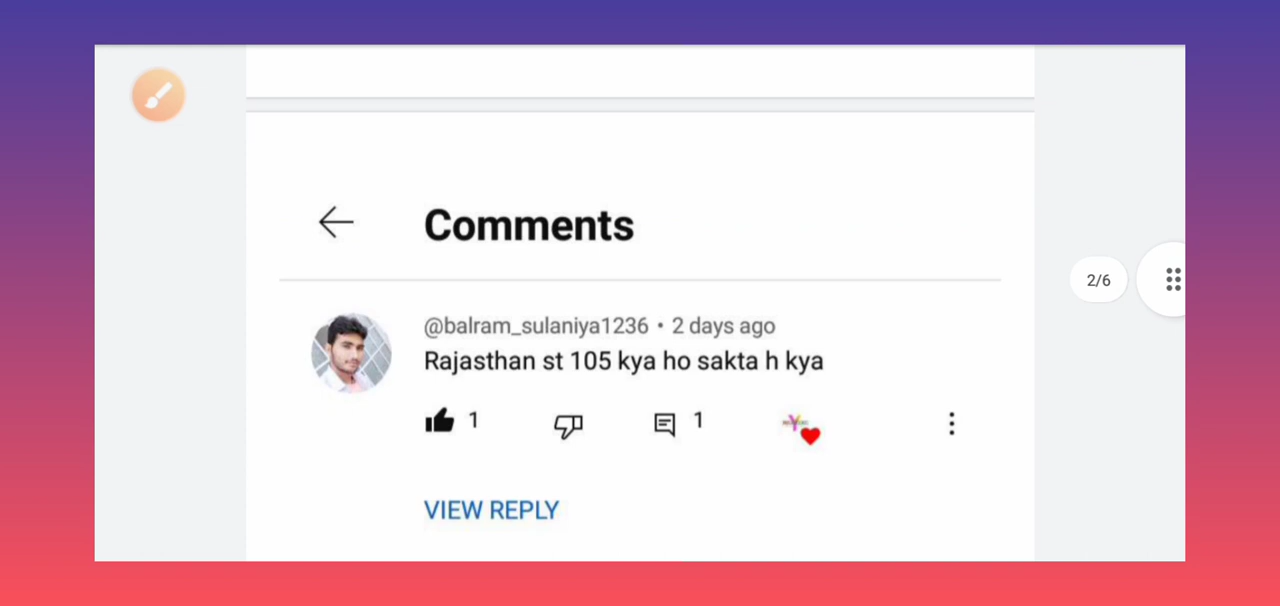 Comments
2/6
@balram_sulaniya1236 • 2 days ago
Rajasthan st 105 kya ho sakta h kya
1
1
VIEW REPLY